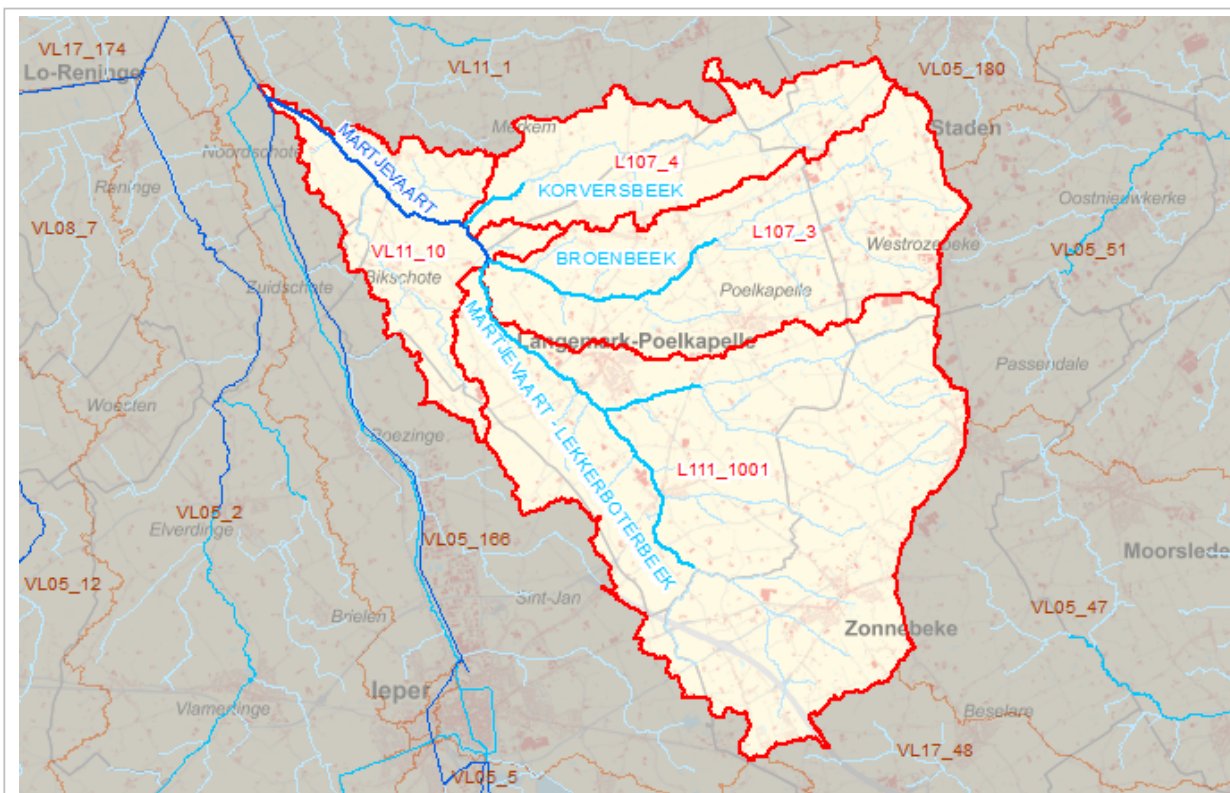 VL17_174
Lo-Reninge
VL11_1
VL05_180
Merkem
Staden
Noordschote
MARTJEVAART
L107_4
KORVERSBEEK
Reninge
Oostnieuwkerke
VL08_7
VL11_10
L107_3
Westrozebeke
VL05_51
BROENBEEK
Bikschote
Zuidschote
Poelkapelle
Langemark-Poelkapelle
Passendale
Woesten
Boezinge
MARTJEVAART - LEKKERBOTERBEEK
L111_1001
VL05_2
Elverdinge
VL05_166
Moorslede
VL05_12
Sint-Jan
Brielen
VL05_47
Zonnebeke
Ieper
Vlamertinge
Beselare
VL17_48
VL05_5